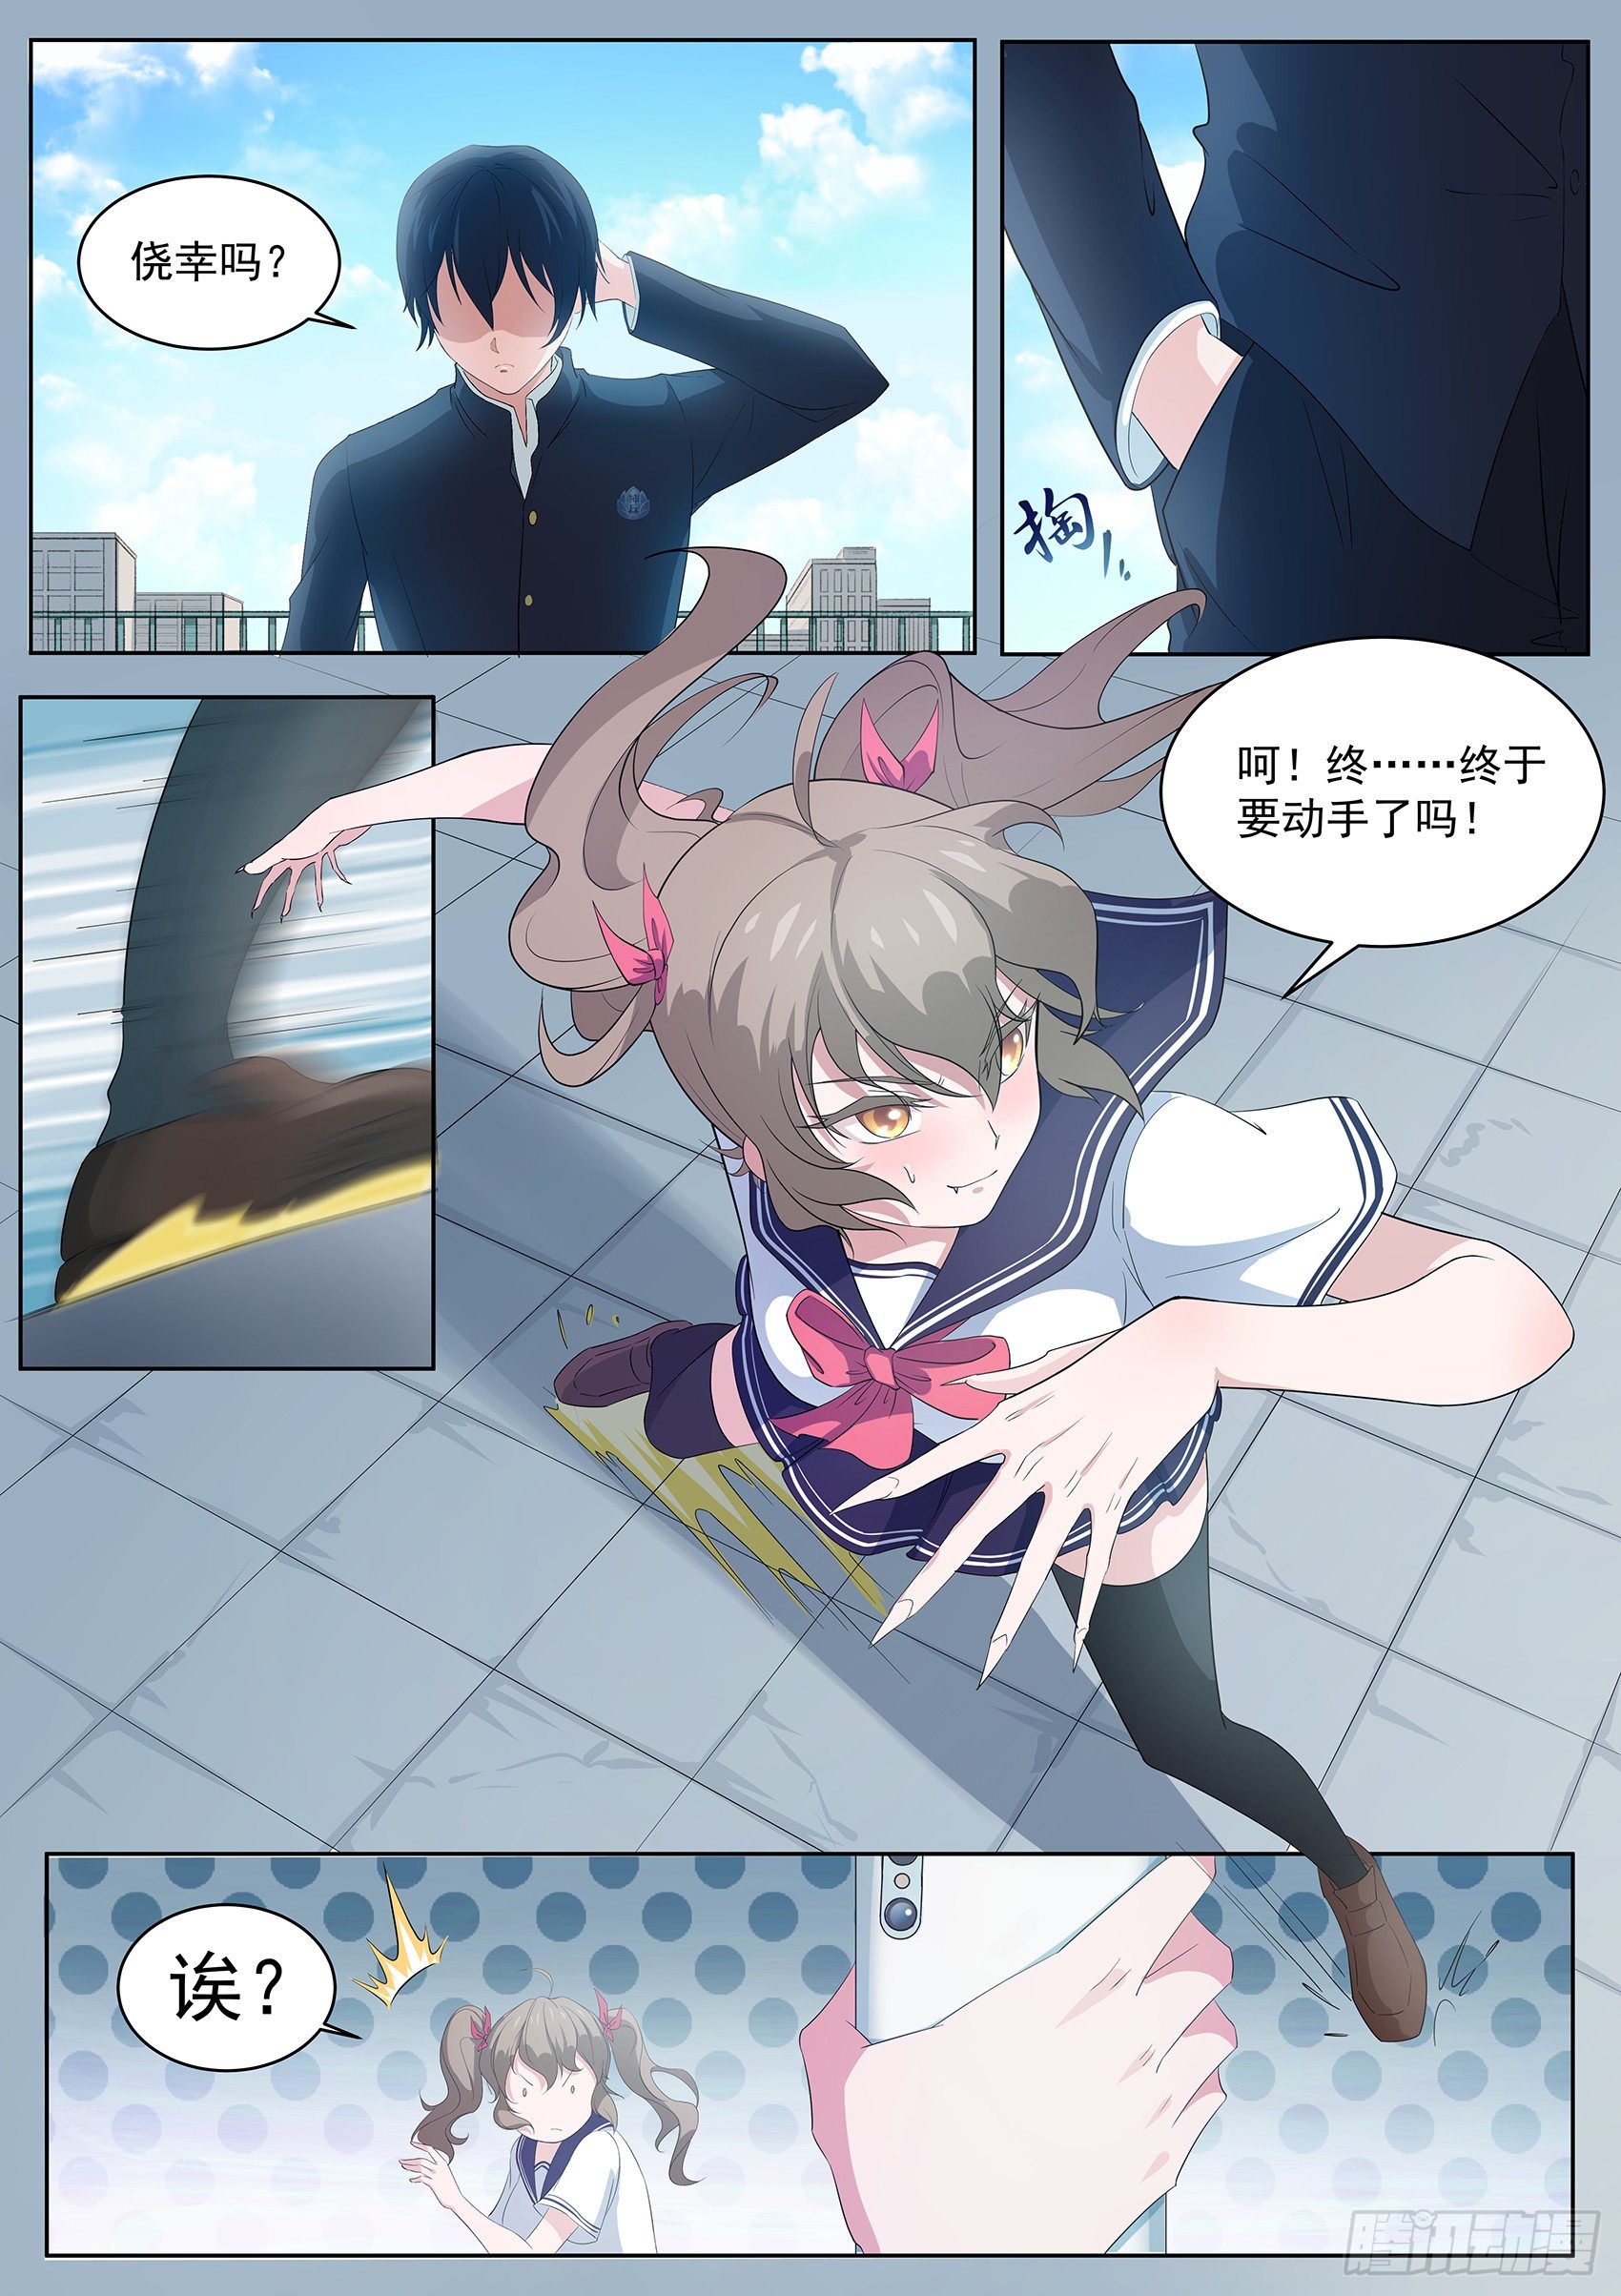 侥幸吗？
掏
呵！终……终于
要动手了吗！
诶？
腾讯动漫